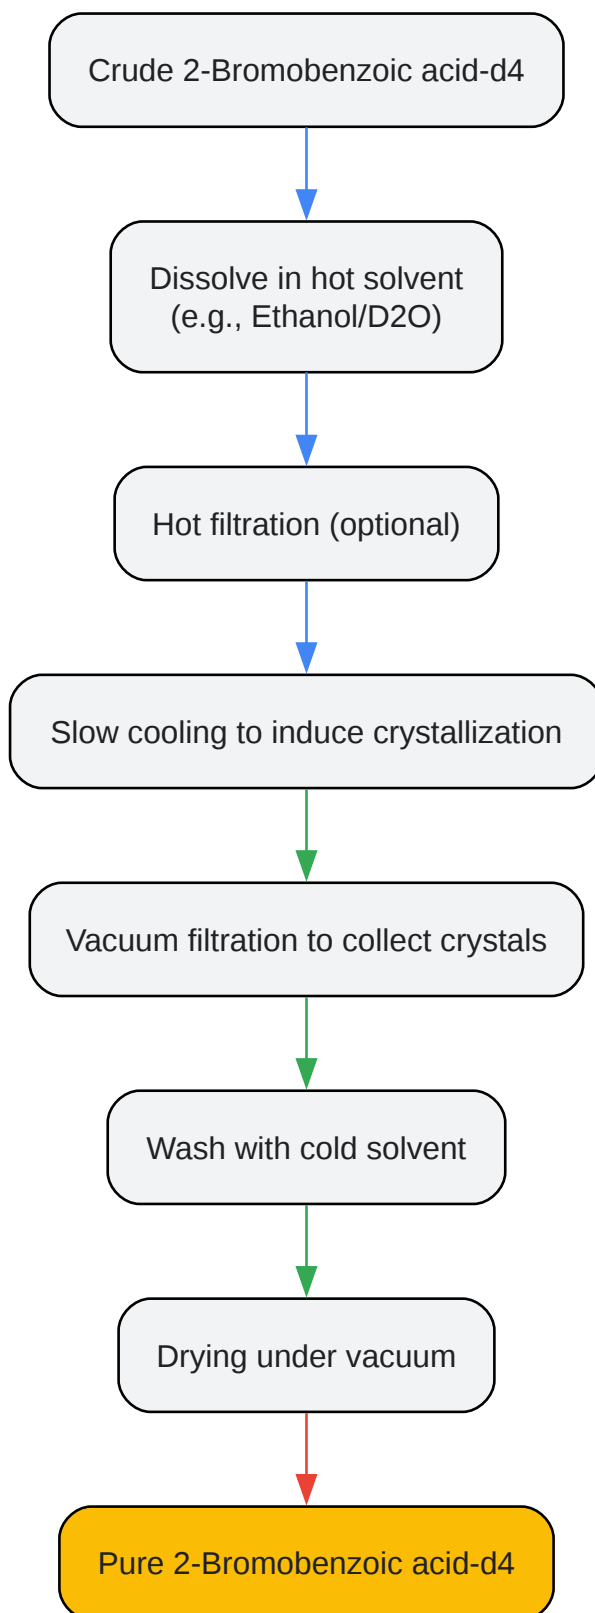 Crude 2-Bromobenzoic acid-d4
Dissolve in hot solvent
(e.g., Ethanol/D2O)
Hot filtration (optional)
Slow cooling to induce crystallization
Vacuum filtration to collect crystals
Wash with cold solvent
Drying under vacuum
Pure 2-Bromobenzoic acid-d4